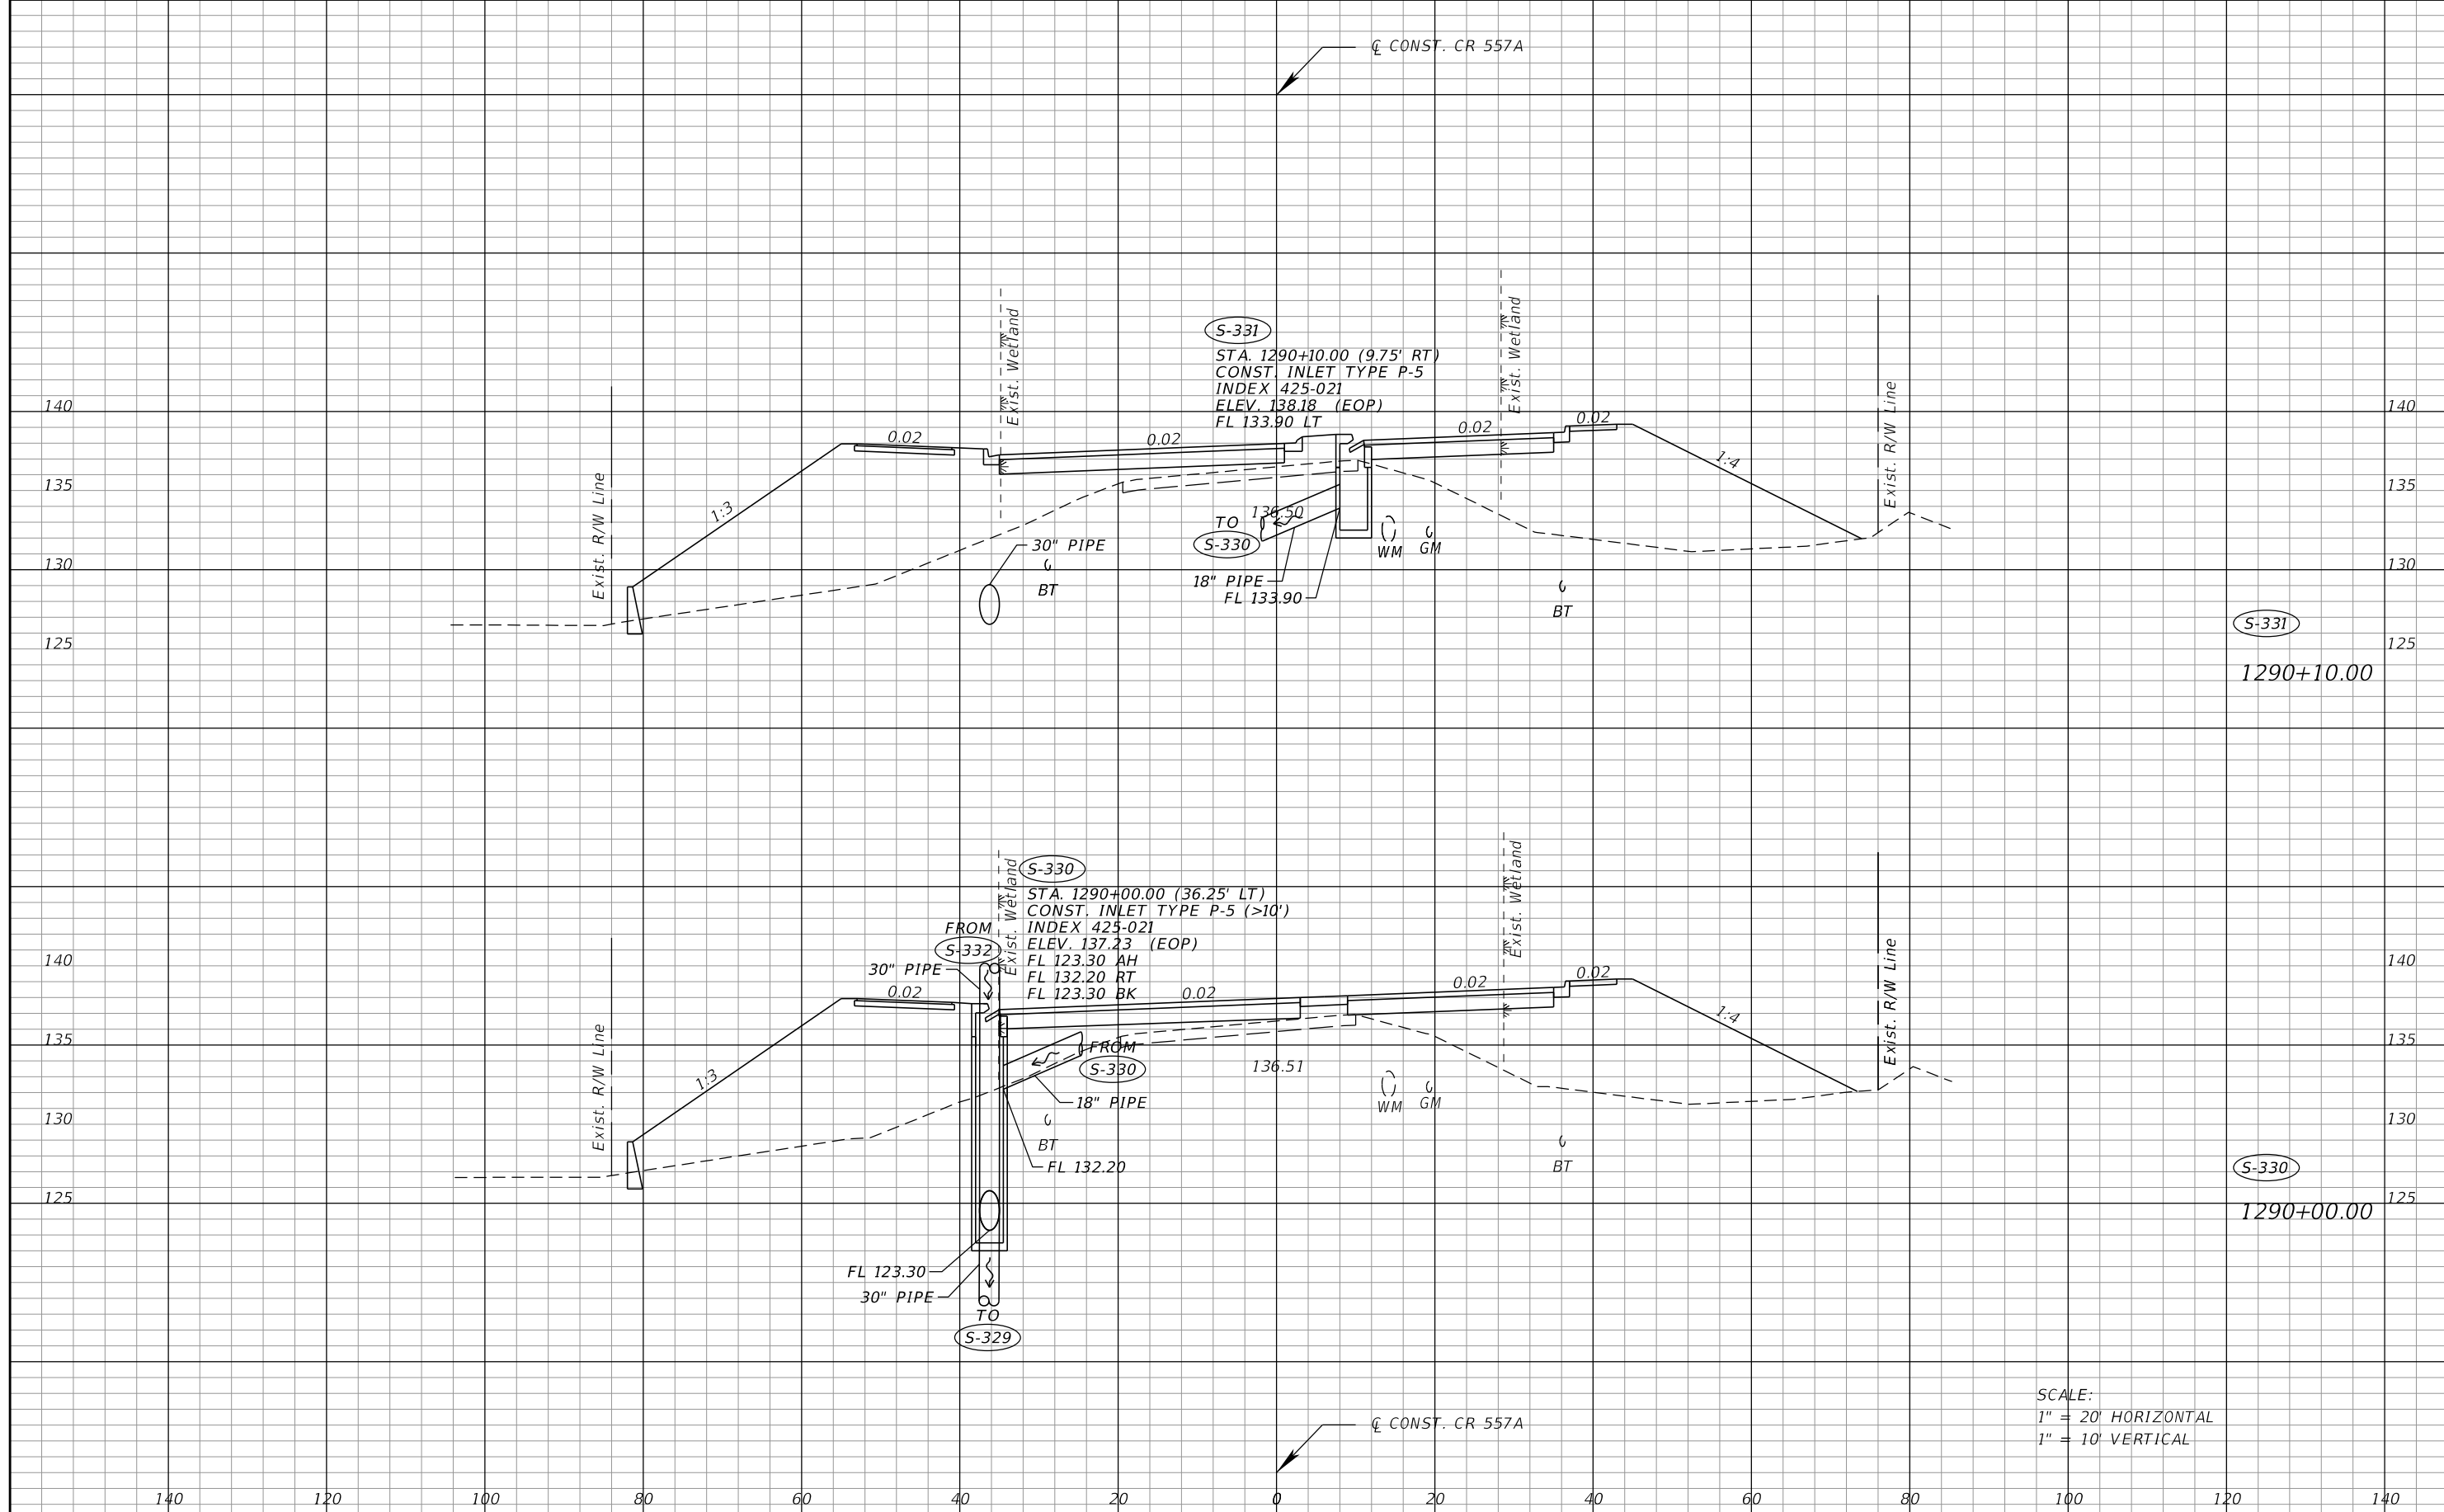 ℄ CONST. CR 557A
Exist. Wetland
Exist. Wetland
S-331
STA. 1290+10.00 (9.75' RT)
CONST. INLET TYPE P-5
INDEX 425-021
ELEV. 138.18 (EOP)
FL 133.90 LT
Exist. R/W Line
Exist. R/W Line
140
140
0.02
0.02
0.02
0.02
1:3
1:4
135
135
136.50
TO
S-330
30" PIPE
WM
GM
130
130
BT
18" PIPE
FL 133.90
BT
S-331
125
125
1290+10.00
S-330
STA. 1290+00.00 (36.25' LT)
CONST. INLET TYPE P-5 (>10')
INDEX 425-021
ELEV. 137.23 (EOP)
FL 123.30 AH
FL 132.20 RT
FL 123.30 BK
Exist. Wetland
Exist. Wetland
FROM
S-332
30" PIPE
Exist. R/W Line
Exist. R/W Line
140
140
0.02
0.02
0.02
0.02
1:3
1:4
135
135
FROM
S-330
136.51
18" PIPE
WM
GM
130
130
BT
FL 132.20
BT
S-330
125
125
1290+00.00
FL 123.30
30" PIPE
TO
S-329
SCALE:
1" = 20' HORIZONTAL
1" = 10' VERTICAL
℄ CONST. CR 557A
140 120 100 80 60 40 20 0 20 40 60 80 100 120 140